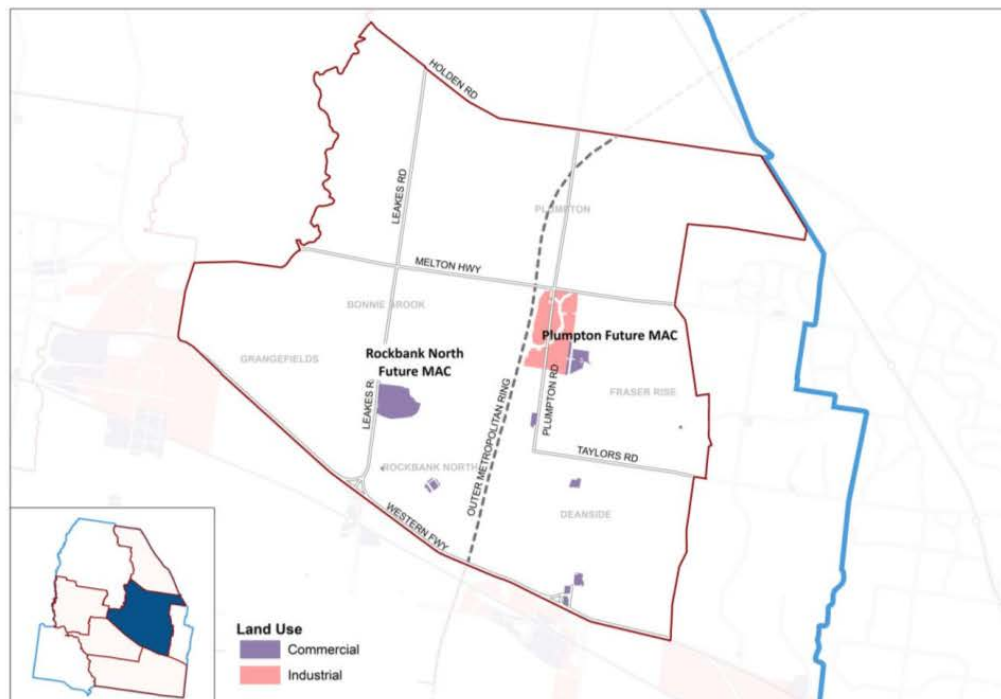 HOLDEN RD
LEAKES RD
PLUMPTON
MELTON HWY
BONNIE BROOK
Plumpton Future MAC
Rockbank North
Future MAC
GRANGEFIELDS
LEAKES R
OUTER METROPOLITAN RING
PLUMPTON RD
FRASER RISE
TAYLORS RD
ROCKBANK NORTH
DEANSIDE
WESTERN FWY
Land Use
Commercial
Industrial